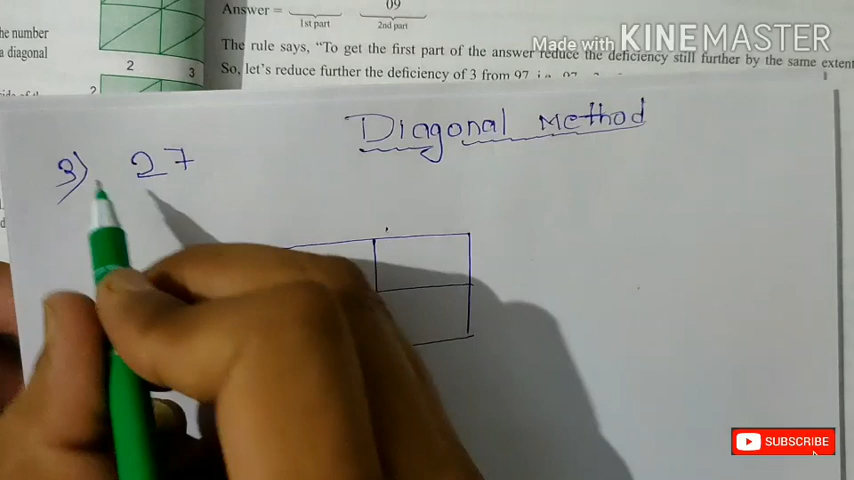 he number
a diagonal
2 3
2
Answer =
1st part
09
2nd part
Made with KINEMASTER
The rule says, "To get the first part of the answer reduce the deficiency still further by the same extent
So, let's reduce further the deficiency of 3 from 97
Diagonal Method
3) 27
SUBSCRIBE